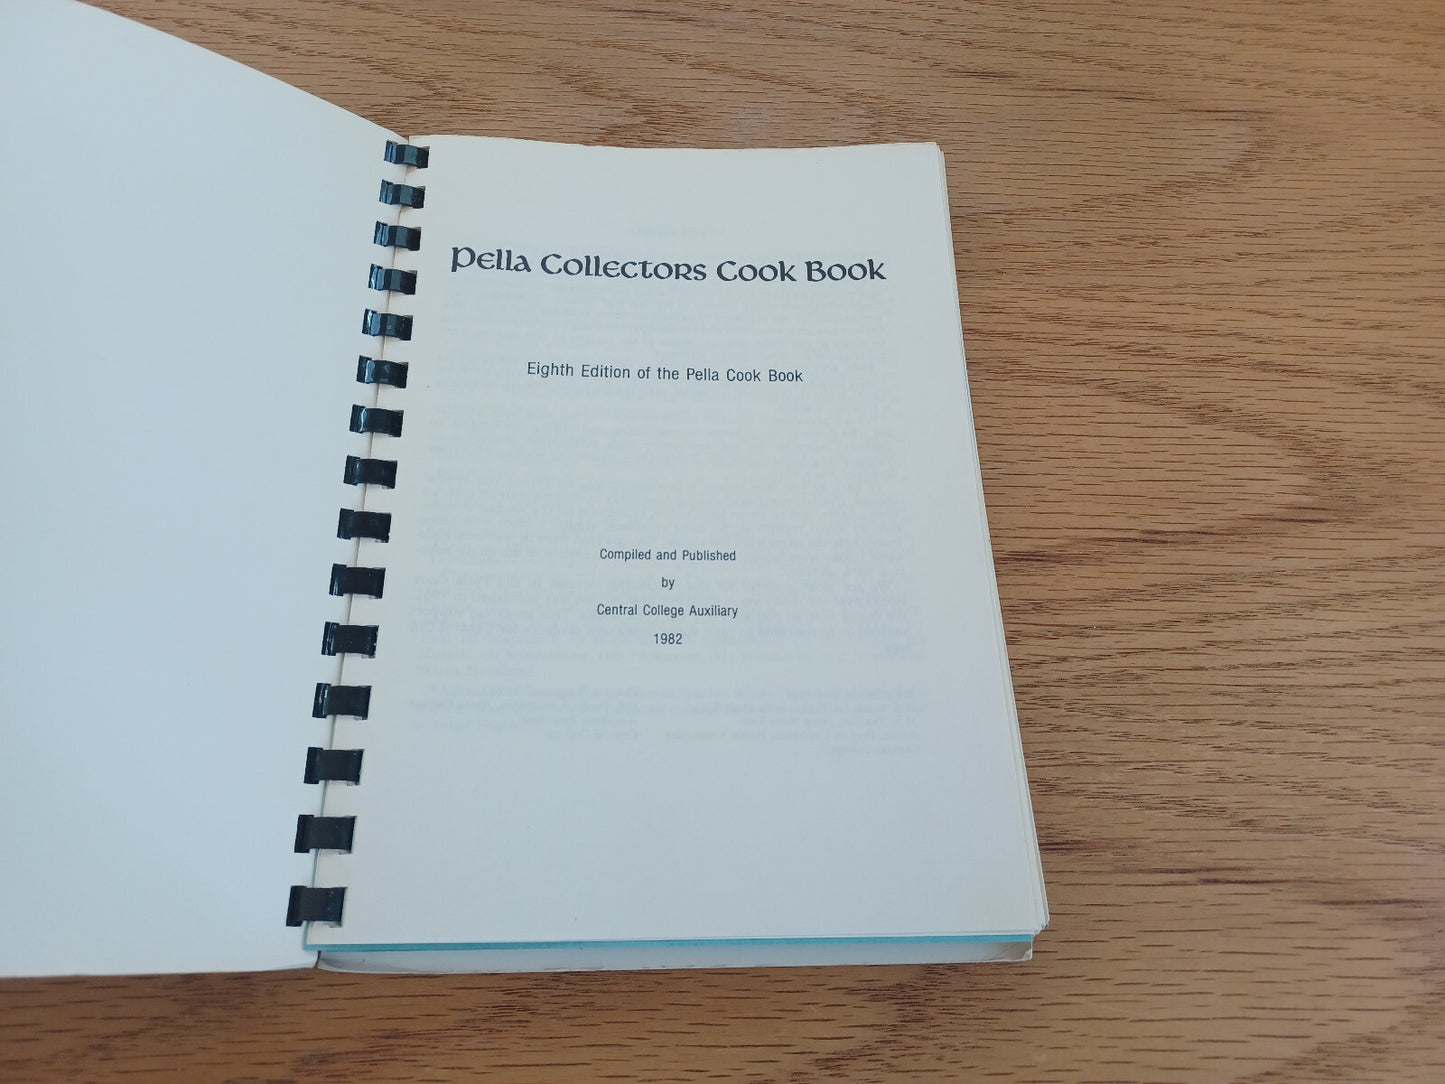 Pella Collectors Cook Book
Eighth Edition of the Pella Cook Book
Compiled and Published
by
Central College Auxiliary
1982